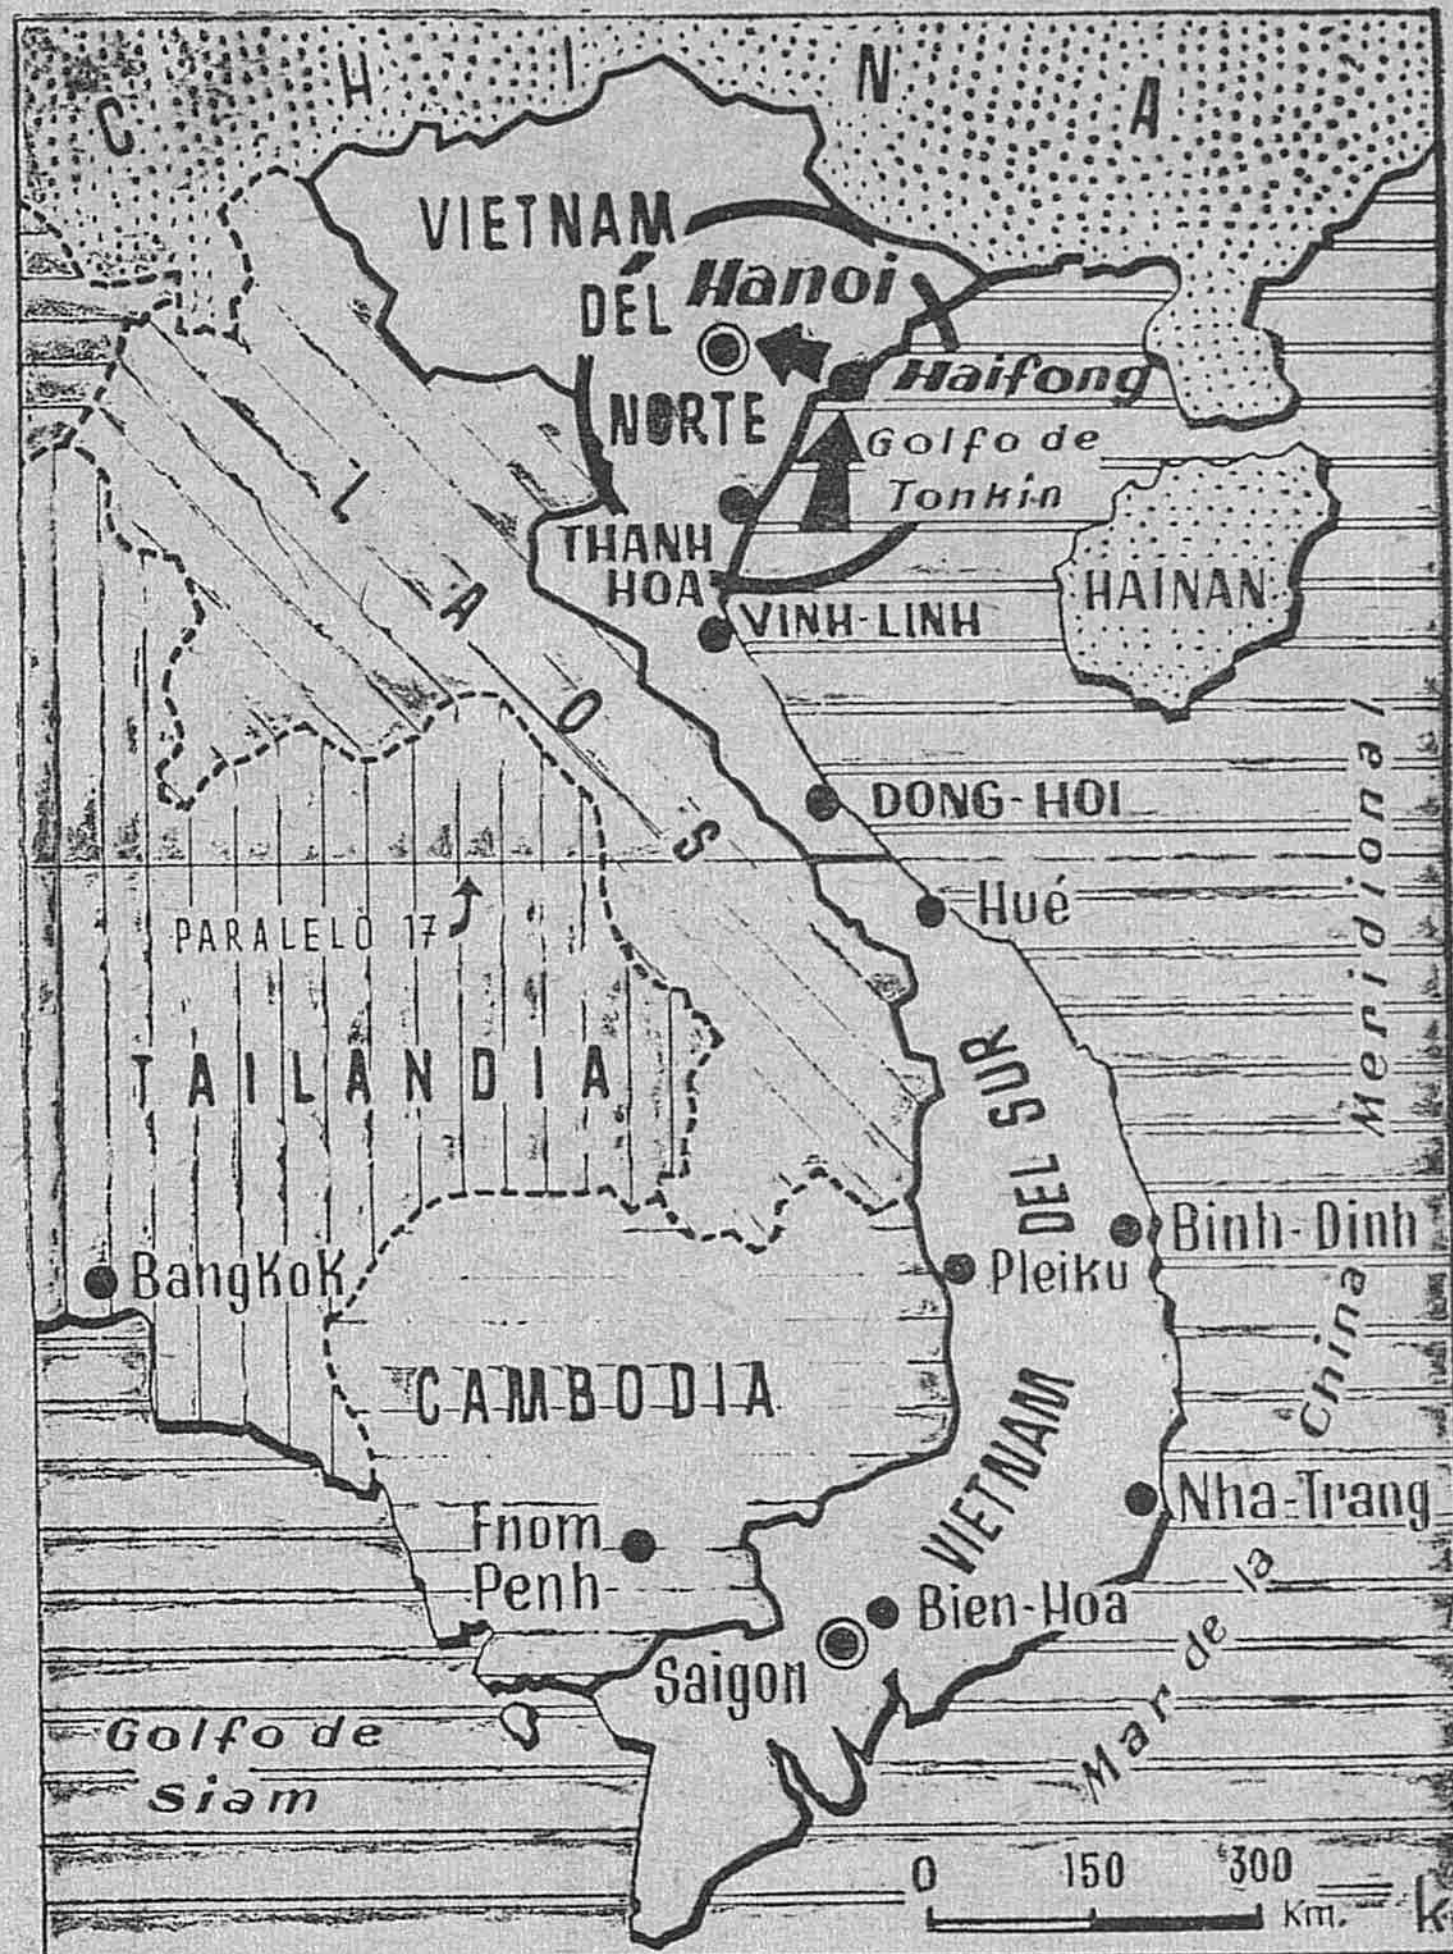 CHINA
VIETNAM
DÉL
NORTE
Hanoi
Haifong
Golfo de
Tonkin
THANH
HOA
VINH-LINH
HAINAN
LAOS
DONG-HOI
Hué
PARALELO 17
TAILANDIA
VIETNAM DEL SUR
Binh-Dinh
Pleiku
Bangkok
CAMBODIA
Nha-Trang
Fnom
Penh
Bien-Hoa
Saigon
Golfo de
Siam
Mar de la China Meridional
0 150 300
Km.
k